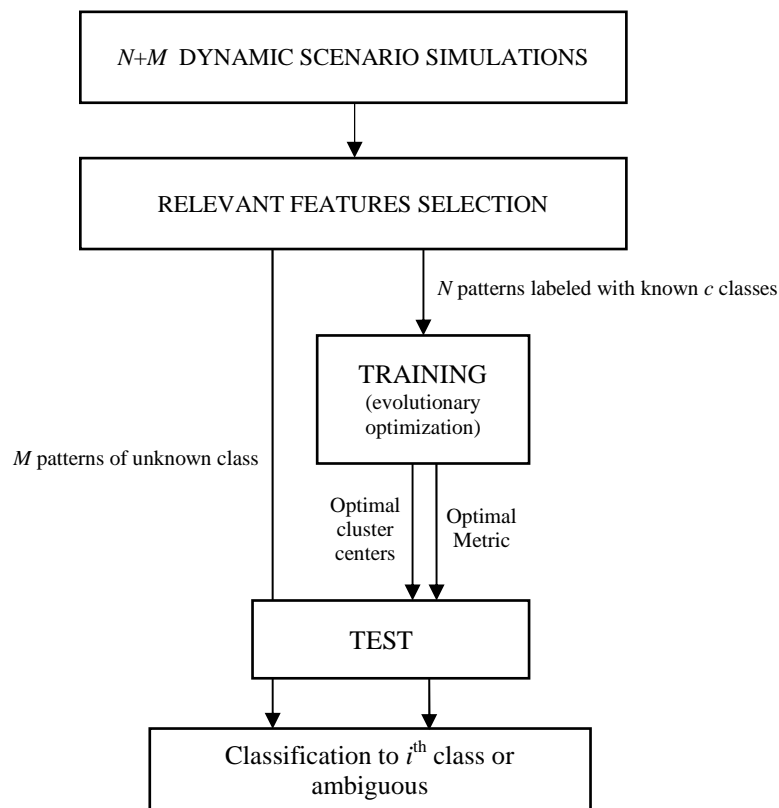 N+M DYNAMIC SCENARIO SIMULATIONS
RELEVANT FEATURES SELECTION
N patterns labeled with known c classes
TRAINING
(evolutionary
optimization)
M patterns of unknown class
Optimal
cluster
centers
Optimal
Metric
TEST
Classification to ith class or
ambiguous